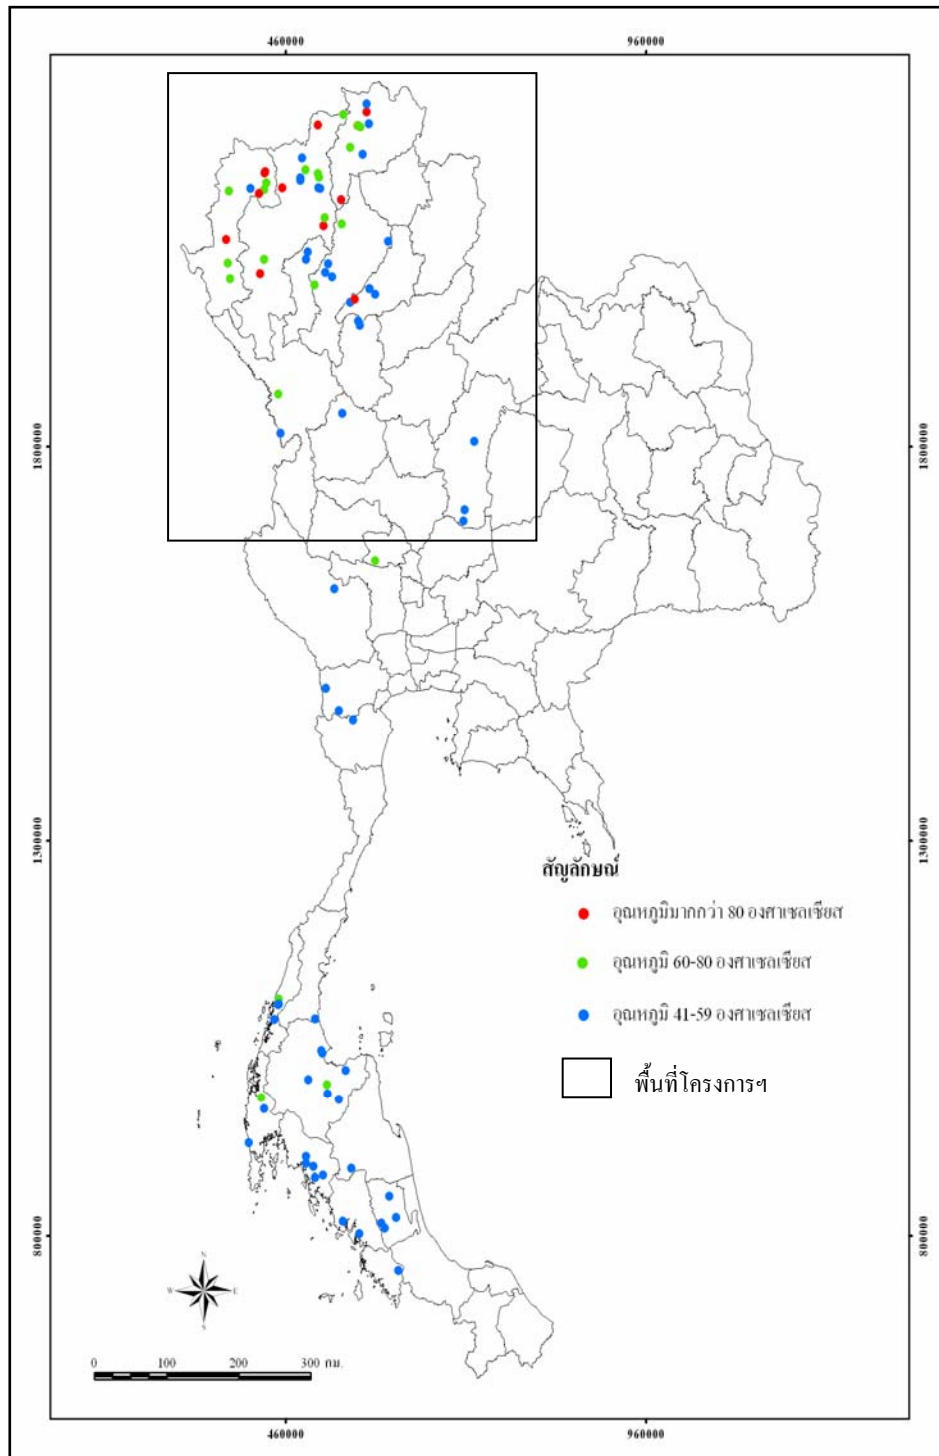 460000 960000
1800000 1800000
1300000 1300000
สัญลักษณ์
อุณหภูมิมากกว่า 80 องศาเซลเซียส
อุณหภูมิ 60-80 องศาเซลเซียส
อุณหภูมิ 41-59 องศาเซลเซียส
พื้นที่โครงการฯ
800000 800000
N
W E
S
0 100 200 300 กม.
460000 960000